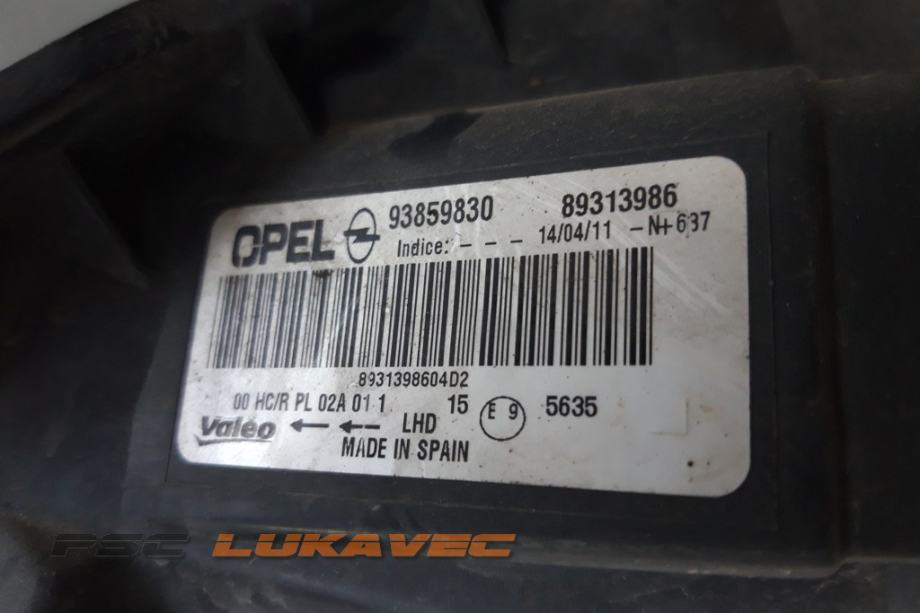 OPEL 93859830 89313986
Indice: - - - 14/04/11 -N+687
8931398604D2
00 HC/R PL 02A 01 1 15 E 9 5635
Valeo LHD
MADE IN SPAIN
PSC LUKAVEC